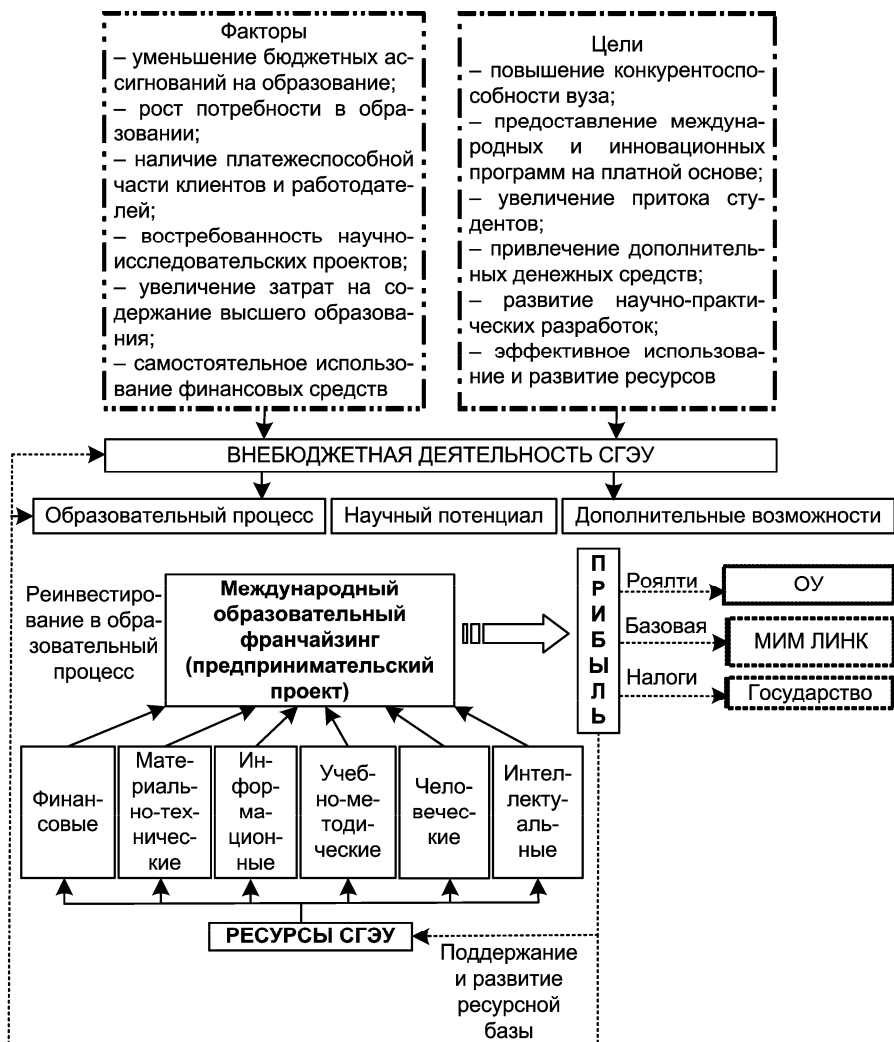 Факторы
– уменьшение бюджетных ас-
сигнований на образование;
– рост потребности в об-
разовании;
– наличие платежеспособной
части клиентов и работодате-
лей;
– востребованность научно-
исследовательских проектов;
– увеличение затрат на со-
держание высшего образова-
ния;
– самостоятельное использо-
вание финансовых средств
Цели
– повышение конкурентоспо-
собности вуза;
– предоставление междуна-
родных и инновационных
программ на платной основе;
– увеличение притока сту-
дентов;
– привлечение дополнитель-
ных денежных средств;
– развитие научно-практи-
ческих разработок;
– эффективное использова-
ние и развитие ресурсов
ВНЕБЮДЖЕТНАЯ ДЕЯТЕЛЬНОСТЬ СГЭУ
Образовательный процесс
Научный потенциал
Дополнительные возможности
Реинвестиро-
вание в обра-
зовательный
процесс
Международный
образовательный
франчайзинг
(предпринимательский
проект)
ПРИБЫЛЬ
Роялти
ОУ
Базовая
МИМ ЛИНК
Налоги
Государство
Финан-
совые
Мате-
риаль-
но-тех-
ничес-
кие
Ин-
фор-
ма-
цион-
ные
Учеб-
но-ме-
тоди-
ческие
Чело-
вечес-
кие
Интел-
лекту-
аль-
ные
РЕСУРСЫ СГЭУ
Поддержание
и развитие
ресурсной
базы